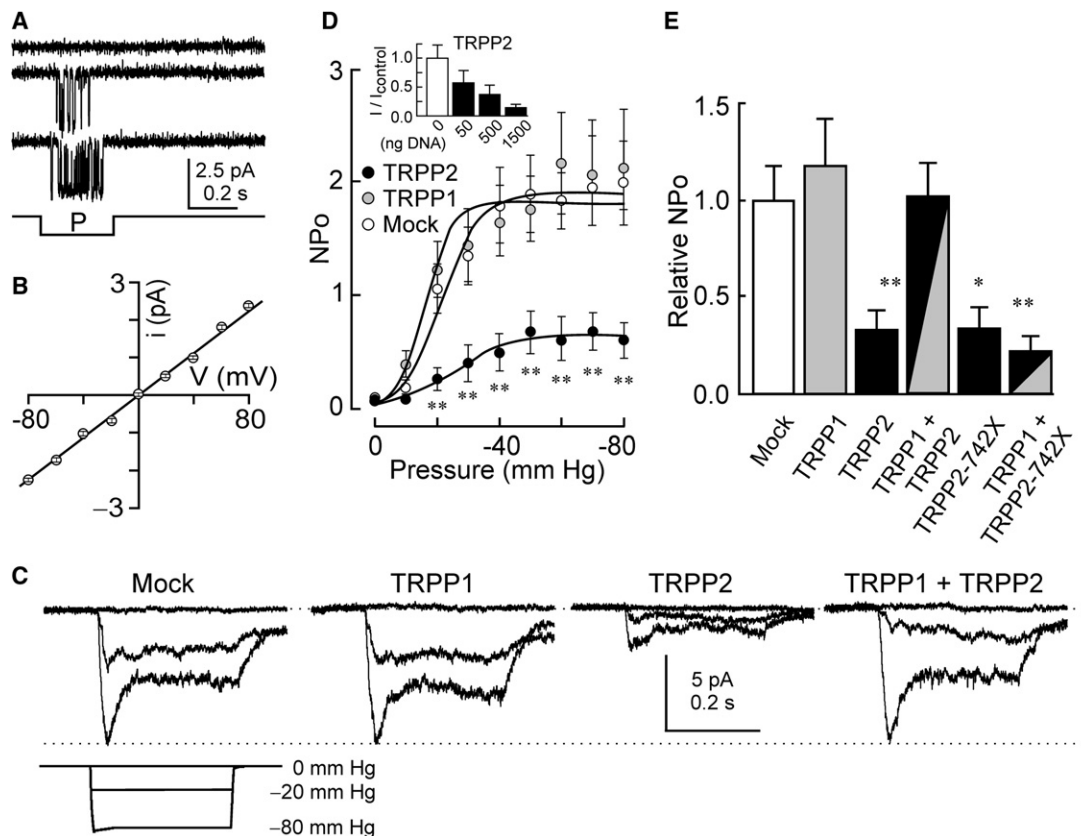 A
2.5 pA
0.2 s
P
B
3
i (pA)
V (mV)
-80
80
−3
D
TRPP2
I / Icontrol
1.0
0.5
0.0
0
50
500
1500
(ng DNA)
3
2
1
0
NPo
TRPP2
TRPP1
Mock
**
**
**
**
**
**
**
0
-40
-80
Pressure (mm Hg)
E
1.5
1.0
0.5
0.0
Relative NPo
**
*
**
Mock
TRPP1
TRPP2
TRPP1 +
TRPP2
TRPP2-742X
TRPP1 +
TRPP2-742X
C
Mock
TRPP1
TRPP2
TRPP1 + TRPP2
5 pA
0.2 s
0 mm Hg
−20 mm Hg
−80 mm Hg